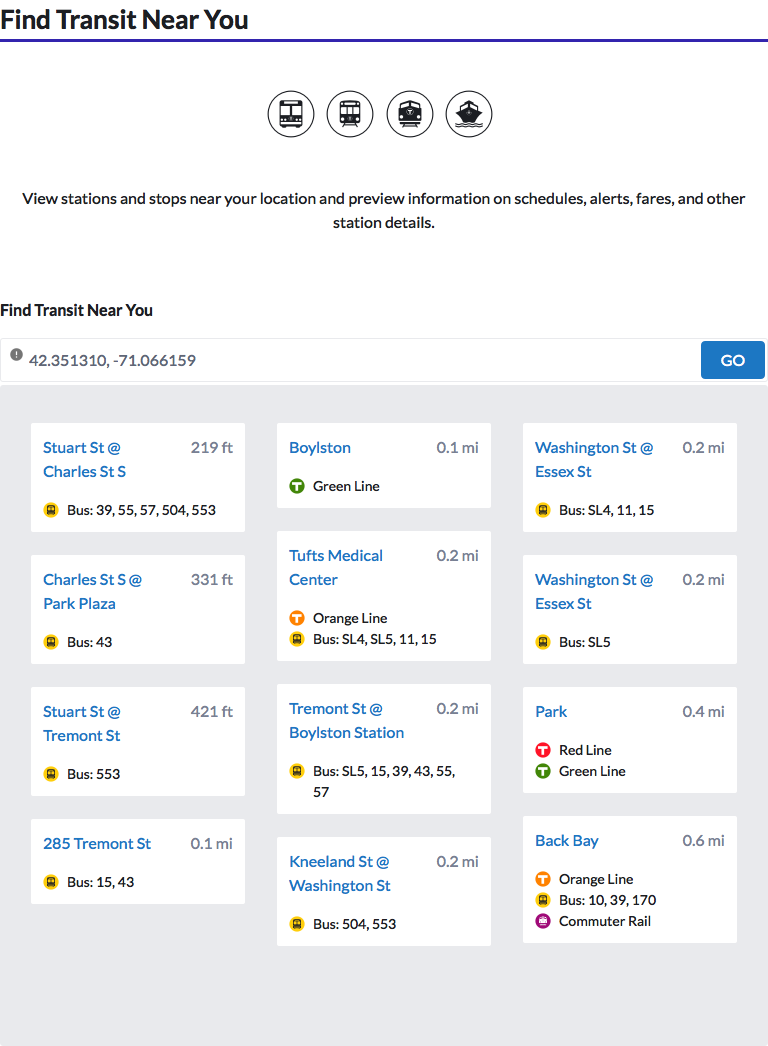 Find Transit Near You
View stations and stops near your location and preview information on schedules, alerts, fares, and other
station details.
Find Transit Near You
42.351310, -71.066159
GO
Stuart St @ 219 ft
Charles St S
Bus: 39, 55, 57, 504, 553
Charles St S @ 331 ft
Park Plaza
Bus: 43
Stuart St @ 421 ft
Tremont St
Bus: 553
285 Tremont St 0.1 mi
Bus: 15, 43
Boylston 0.1 mi
T Green Line
Tufts Medical 0.2 mi
Center
T Orange Line
Bus: SL4, SL5, 11, 15
Tremont St @ 0.2 mi
Boylston Station
Bus: SL5, 15, 39, 43, 55,
57
Kneeland St @ 0.2 mi
Washington St
Bus: 504, 553
Washington St @ 0.2 mi
Essex St
Bus: SL4, 11, 15
Washington St @ 0.2 mi
Essex St
Bus: SL5
Park 0.4 mi
T Red Line
T Green Line
Back Bay 0.6 mi
T Orange Line
Bus: 10, 39, 170
Commuter Rail